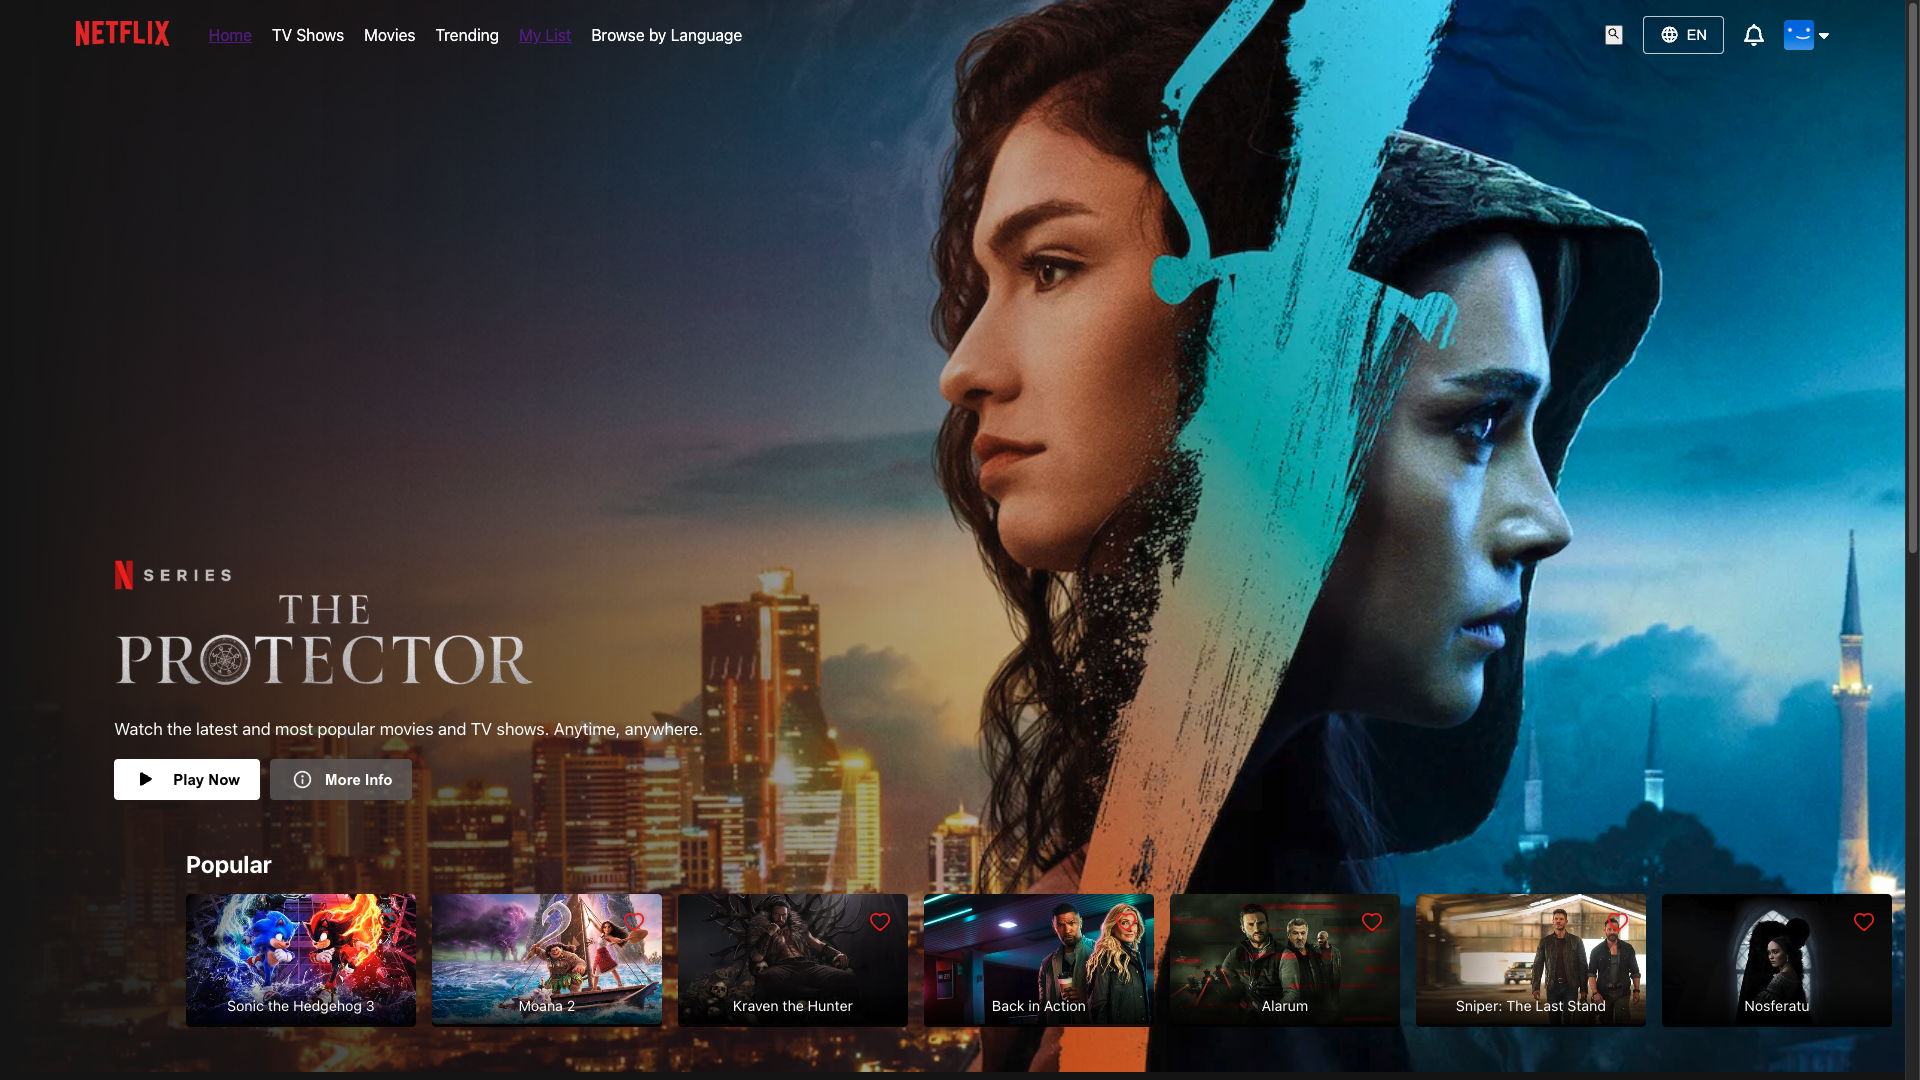 NETFLIX
Home
TV Shows
Movies
Trending
My List
Browse by Language
EN
N SERIES
THE
PROTECTOR
Watch the latest and most popular movies and TV shows. Anytime, anywhere.
Play Now
More Info
Popular
Sonic the Hedgehog 3
Moana 2
Kraven the Hunter
Back in Action
Alarum
Sniper: The Last Stand
Nosferatu